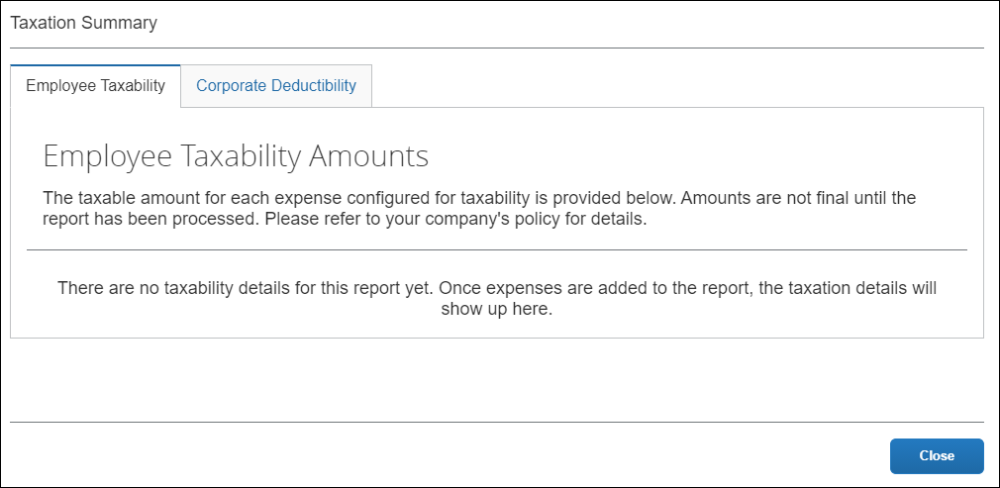 Taxation Summary
Employee Taxability
Corporate Deductibility
Employee Taxability Amounts
The taxable amount for each expense configured for taxability is provided below. Amounts are not final until the
report has been processed. Please refer to your company's policy for details.
There are no taxability details for this report yet. Once expenses are added to the report, the taxation details will
show up here.
Close